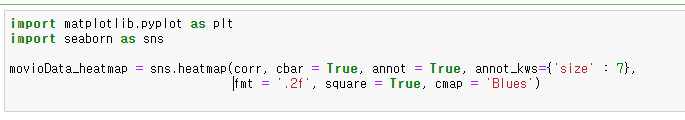 import matplotlib.pyplot as plt
import seaborn as sns
movioData_heatmap = sns.heatmap(corr, cbar = True, annot = True, annot_kws={'size' : 7},
fmt = '.2f', square = True, cmap = 'Blues')